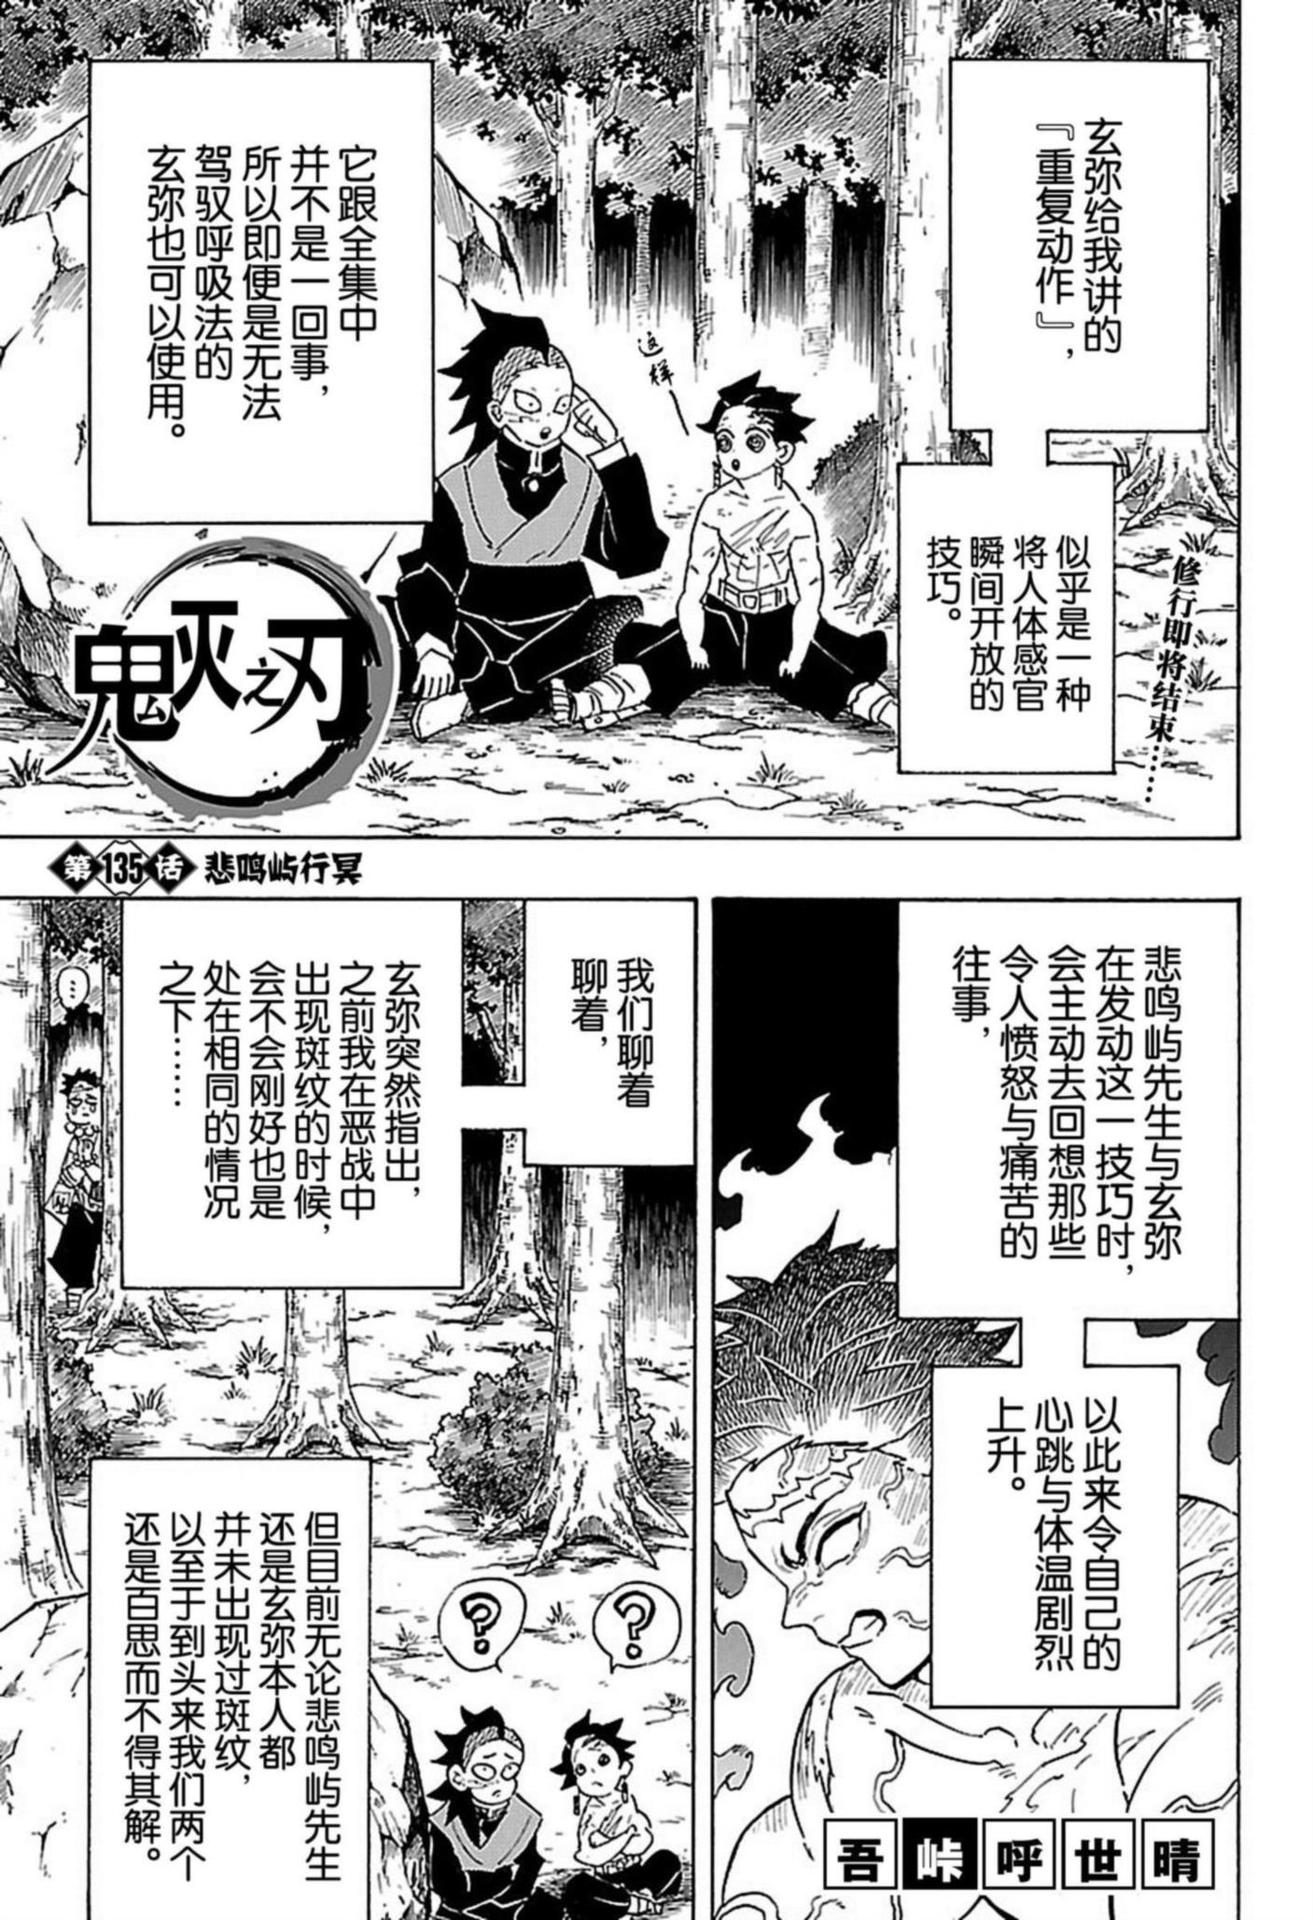 玄弥给我讲的
『重复动作』，
似乎是一种
将人体感官
瞬间开放的
技巧。
修行即将结束……
这样
它跟全集中
并不是一回事，
所以即便是无法
驾驭呼吸法的
玄弥也可以使用。
鬼灭之刃
第135话 悲鸣屿行冥
悲鸣屿先生与玄弥
在发动这一技巧时，
会主动去回想那些
令人愤怒与痛苦的
往事，
以此来令自己的
心跳与体温剧烈
上升。
我们聊着
聊着，
玄弥突然指出，
之前我在恶战中
出现斑纹的时候，
会不会刚好也是
处在相同的情况
之下……
…
但目前无论悲鸣屿先生
还是玄弥本人都
并未出现过斑纹，
以至于到头来我们两个
还是百思而不得其解。
？
？
吾峠呼世晴